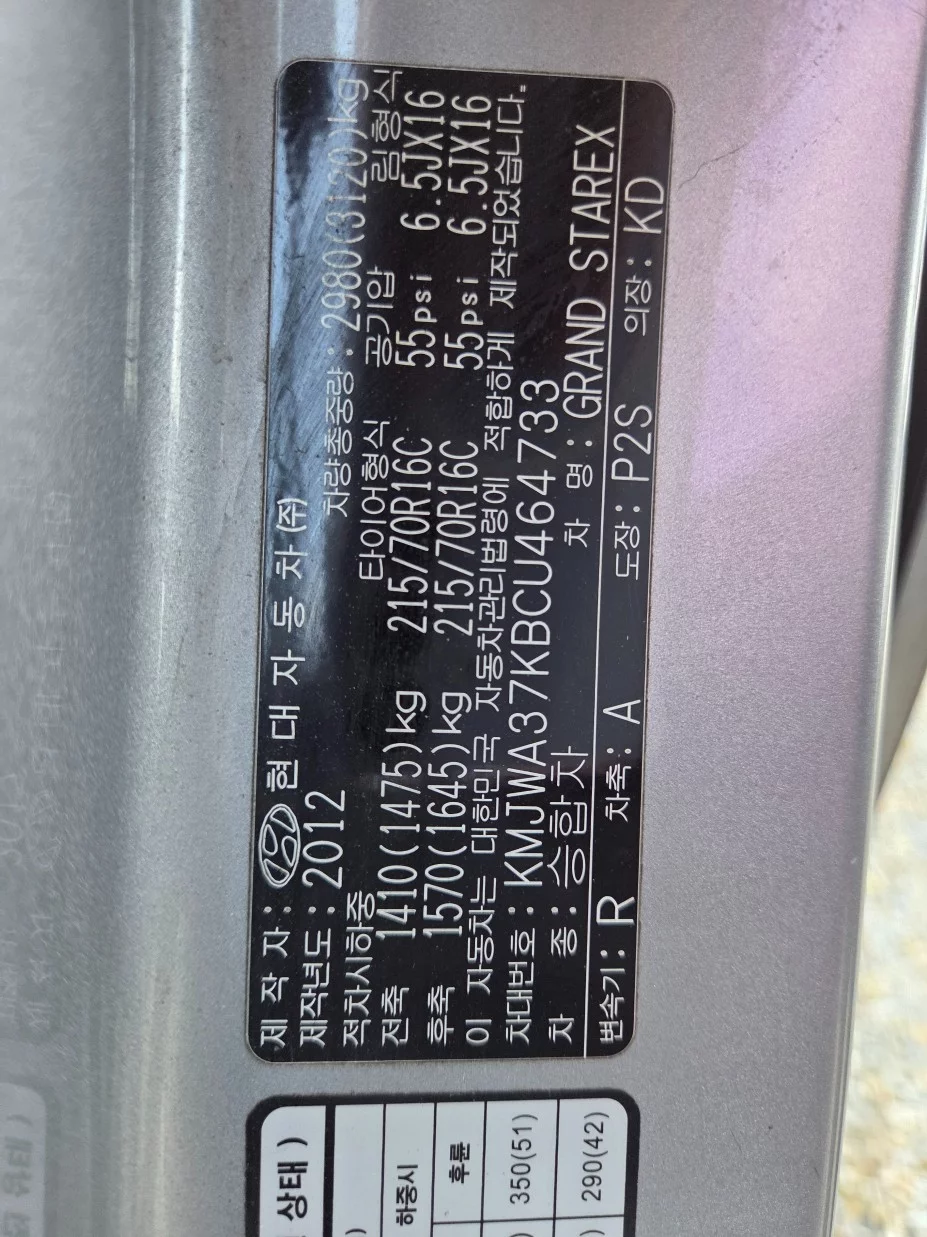 제 작 자: 현 대 자 동 차 (주)
제작년도: 2012 차량총중량: 2980(3120)kg
적차시하중 타이어형식 공기압 림형식
전축 1410(1475)kg 215/70R16C 55psi 6.5JX16
후축 1570(1645)kg 215/70R16C 55psi 6.5JX16
이 자동차는 대한민국 자동차관리법령에 적합하게 제작되었습니다.
차대번호: KMJWA37KBCU464733
차 종: 승합차 차 명: GRAND STAREX
변속기: R 차축: A 도장: P2S 의장: KD
상태)
하중시
후륜
350(51)
290(42)